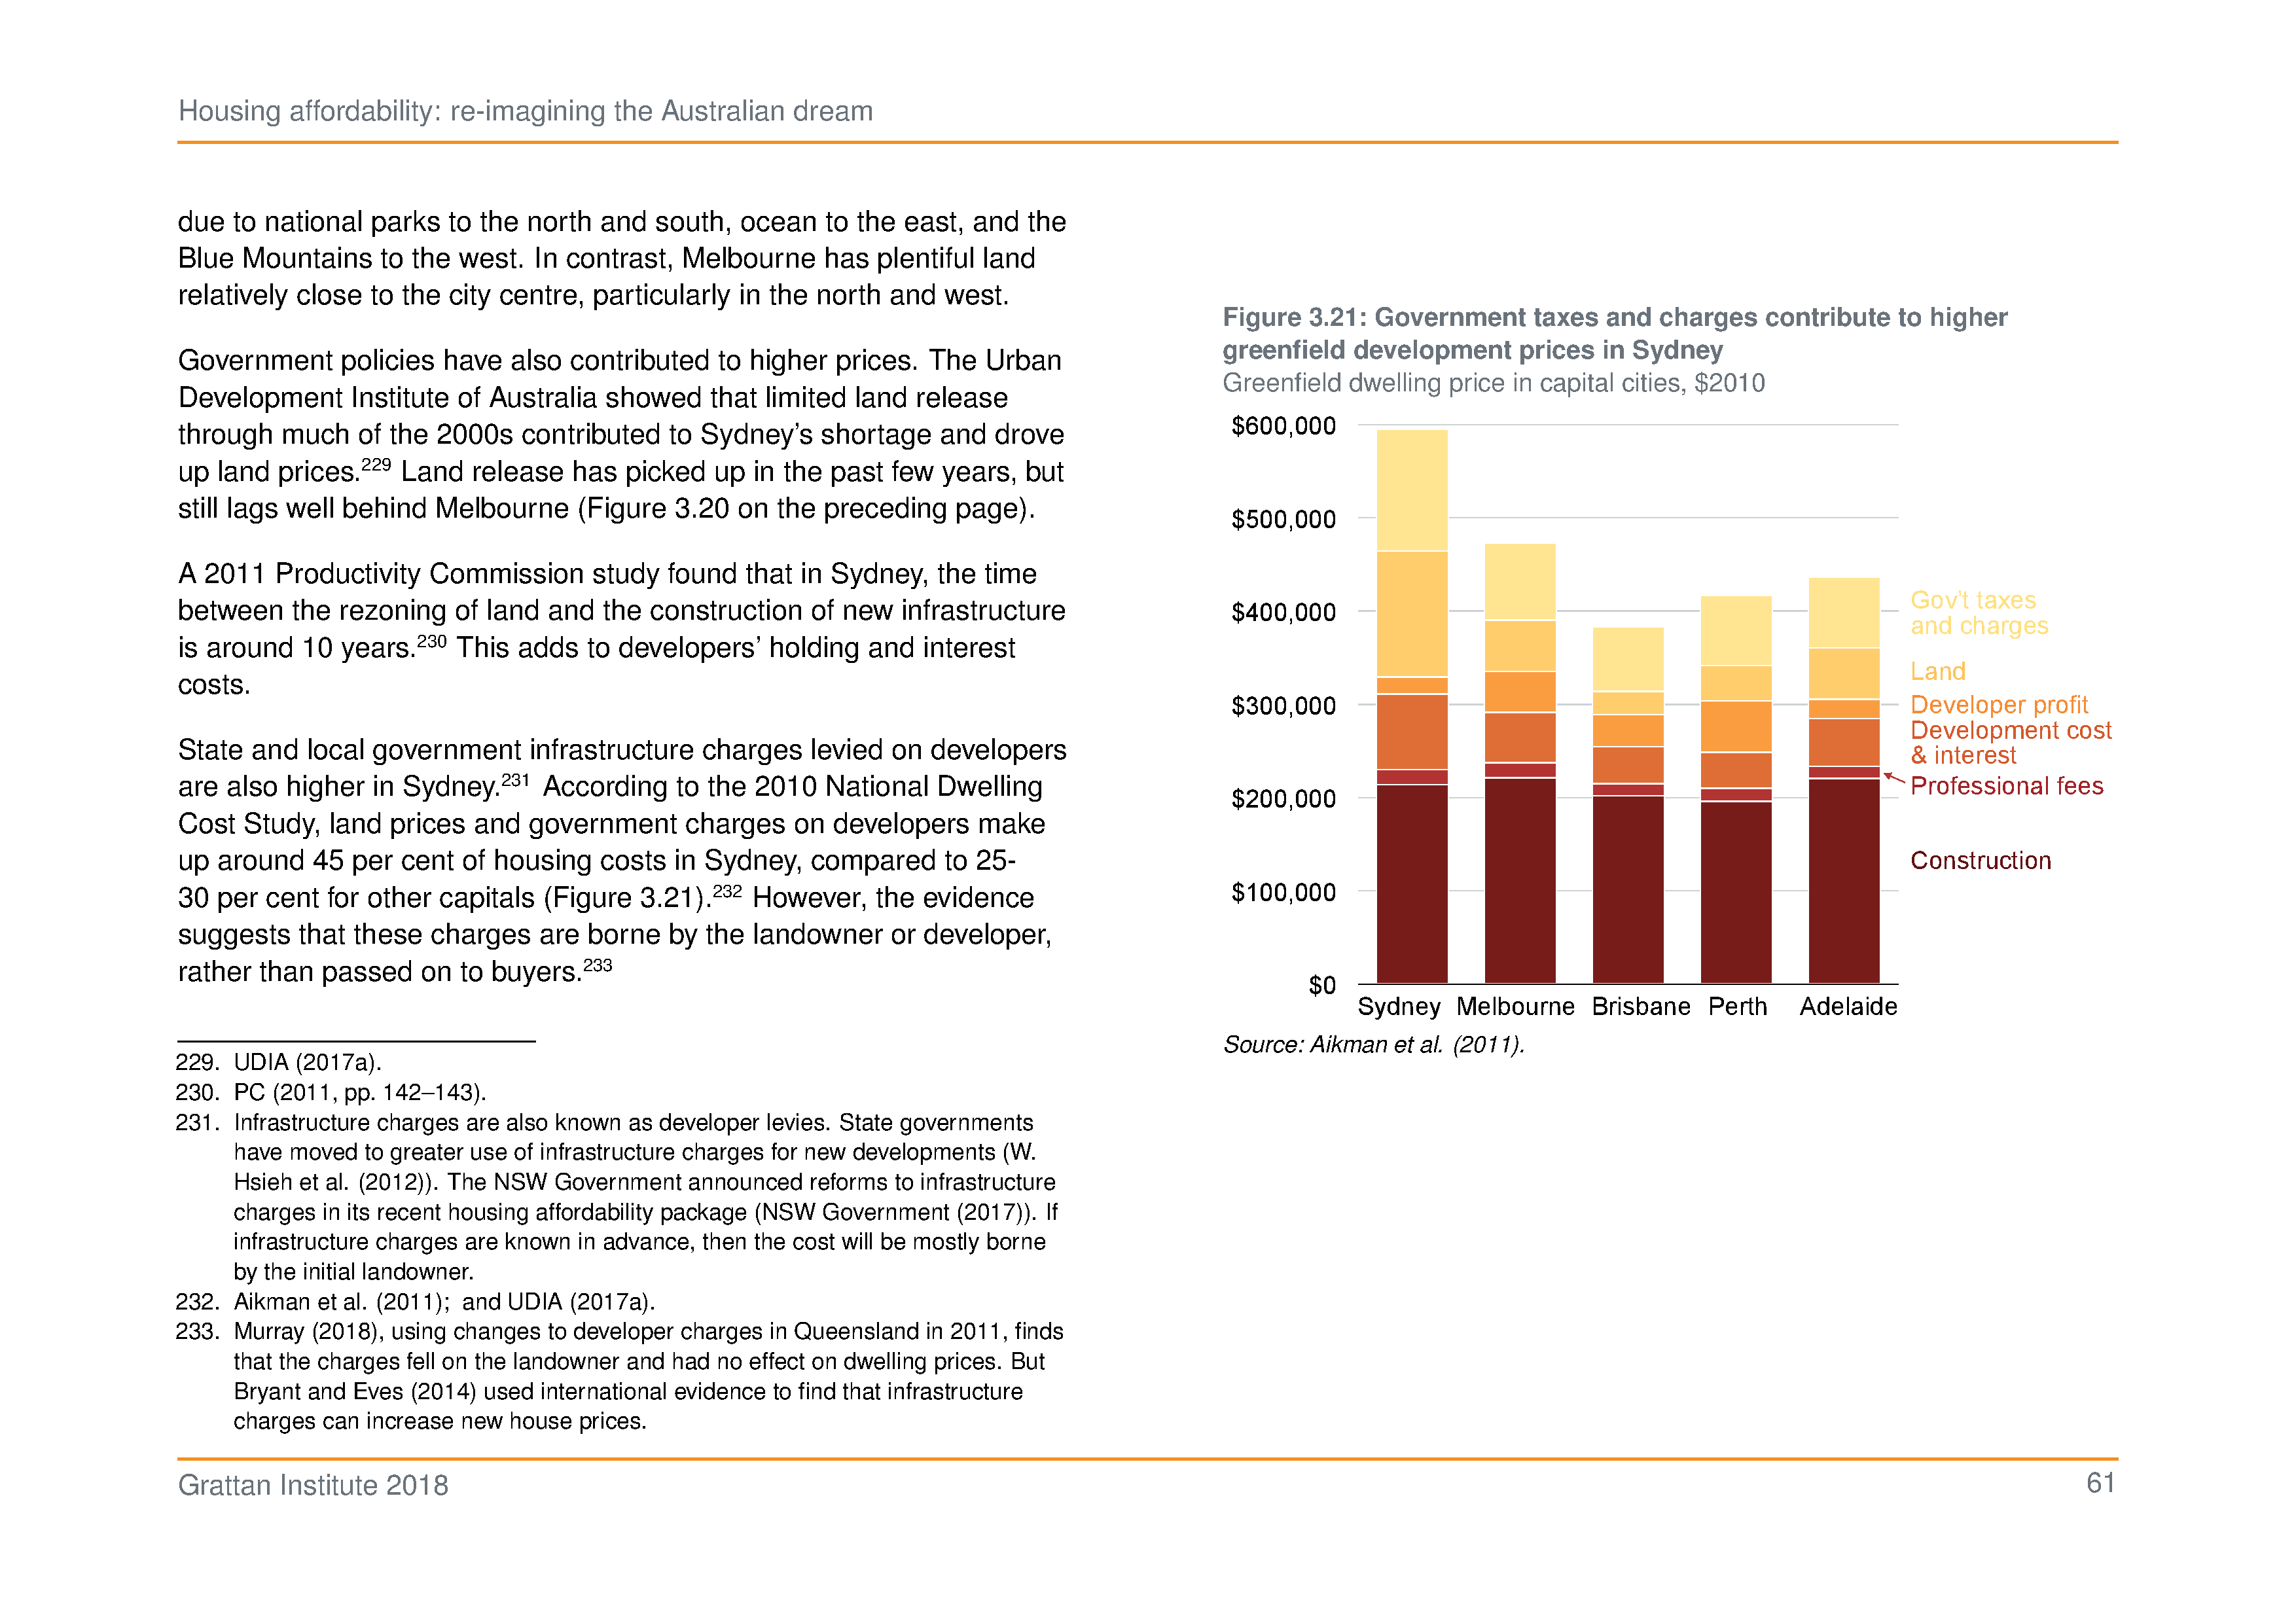 Housing affordability: re-imagining the Australian dream
due to national parks to the north and south, ocean to the east, and the
Blue Mountains to the west. In contrast, Melbourne has plentiful land
relatively close to the city centre, particularly in the north and west.
Government policies have also contributed to higher prices. The Urban
Development Institute of Australia showed that limited land release
through much of the 2000s contributed to Sydney’s shortage and drove
up land prices.229 Land release has picked up in the past few years, but
still lags well behind Melbourne (Figure 3.20 on the preceding page).
A 2011 Productivity Commission study found that in Sydney, the time
between the rezoning of land and the construction of new infrastructure
is around 10 years.230 This adds to developers’ holding and interest
costs.
State and local government infrastructure charges levied on developers
are also higher in Sydney.231 According to the 2010 National Dwelling
Cost Study, land prices and government charges on developers make
up around 45 per cent of housing costs in Sydney, compared to 25-
30 per cent for other capitals (Figure 3.21).232 However, the evidence
suggests that these charges are borne by the landowner or developer,
rather than passed on to buyers.233
229. UDIA (2017a).
230. PC (2011, pp. 142–143).
231. Infrastructure charges are also known as developer levies. State governments
have moved to greater use of infrastructure charges for new developments (W.
Hsieh et al. (2012)). The NSW Government announced reforms to infrastructure
charges in its recent housing affordability package (NSW Government (2017)). If
infrastructure charges are known in advance, then the cost will be mostly borne
by the initial landowner.
232. Aikman et al. (2011); and UDIA (2017a).
233. Murray (2018), using changes to developer charges in Queensland in 2011, finds
that the charges fell on the landowner and had no effect on dwelling prices. But
Bryant and Eves (2014) used international evidence to find that infrastructure
charges can increase new house prices.
Figure 3.21: Government taxes and charges contribute to higher
greenfield development prices in Sydney
Greenfield dwelling price in capital cities, $2010
$600,000
$500,000
$400,000
$300,000
$200,000
$100,000
$0
Gov’t taxes
and charges
Land
Developer profit
Development cost
& interest
Professional fees
Construction
Sydney Melbourne Brisbane Perth Adelaide
Source: Aikman et al. (2011).
Grattan Institute 2018
61